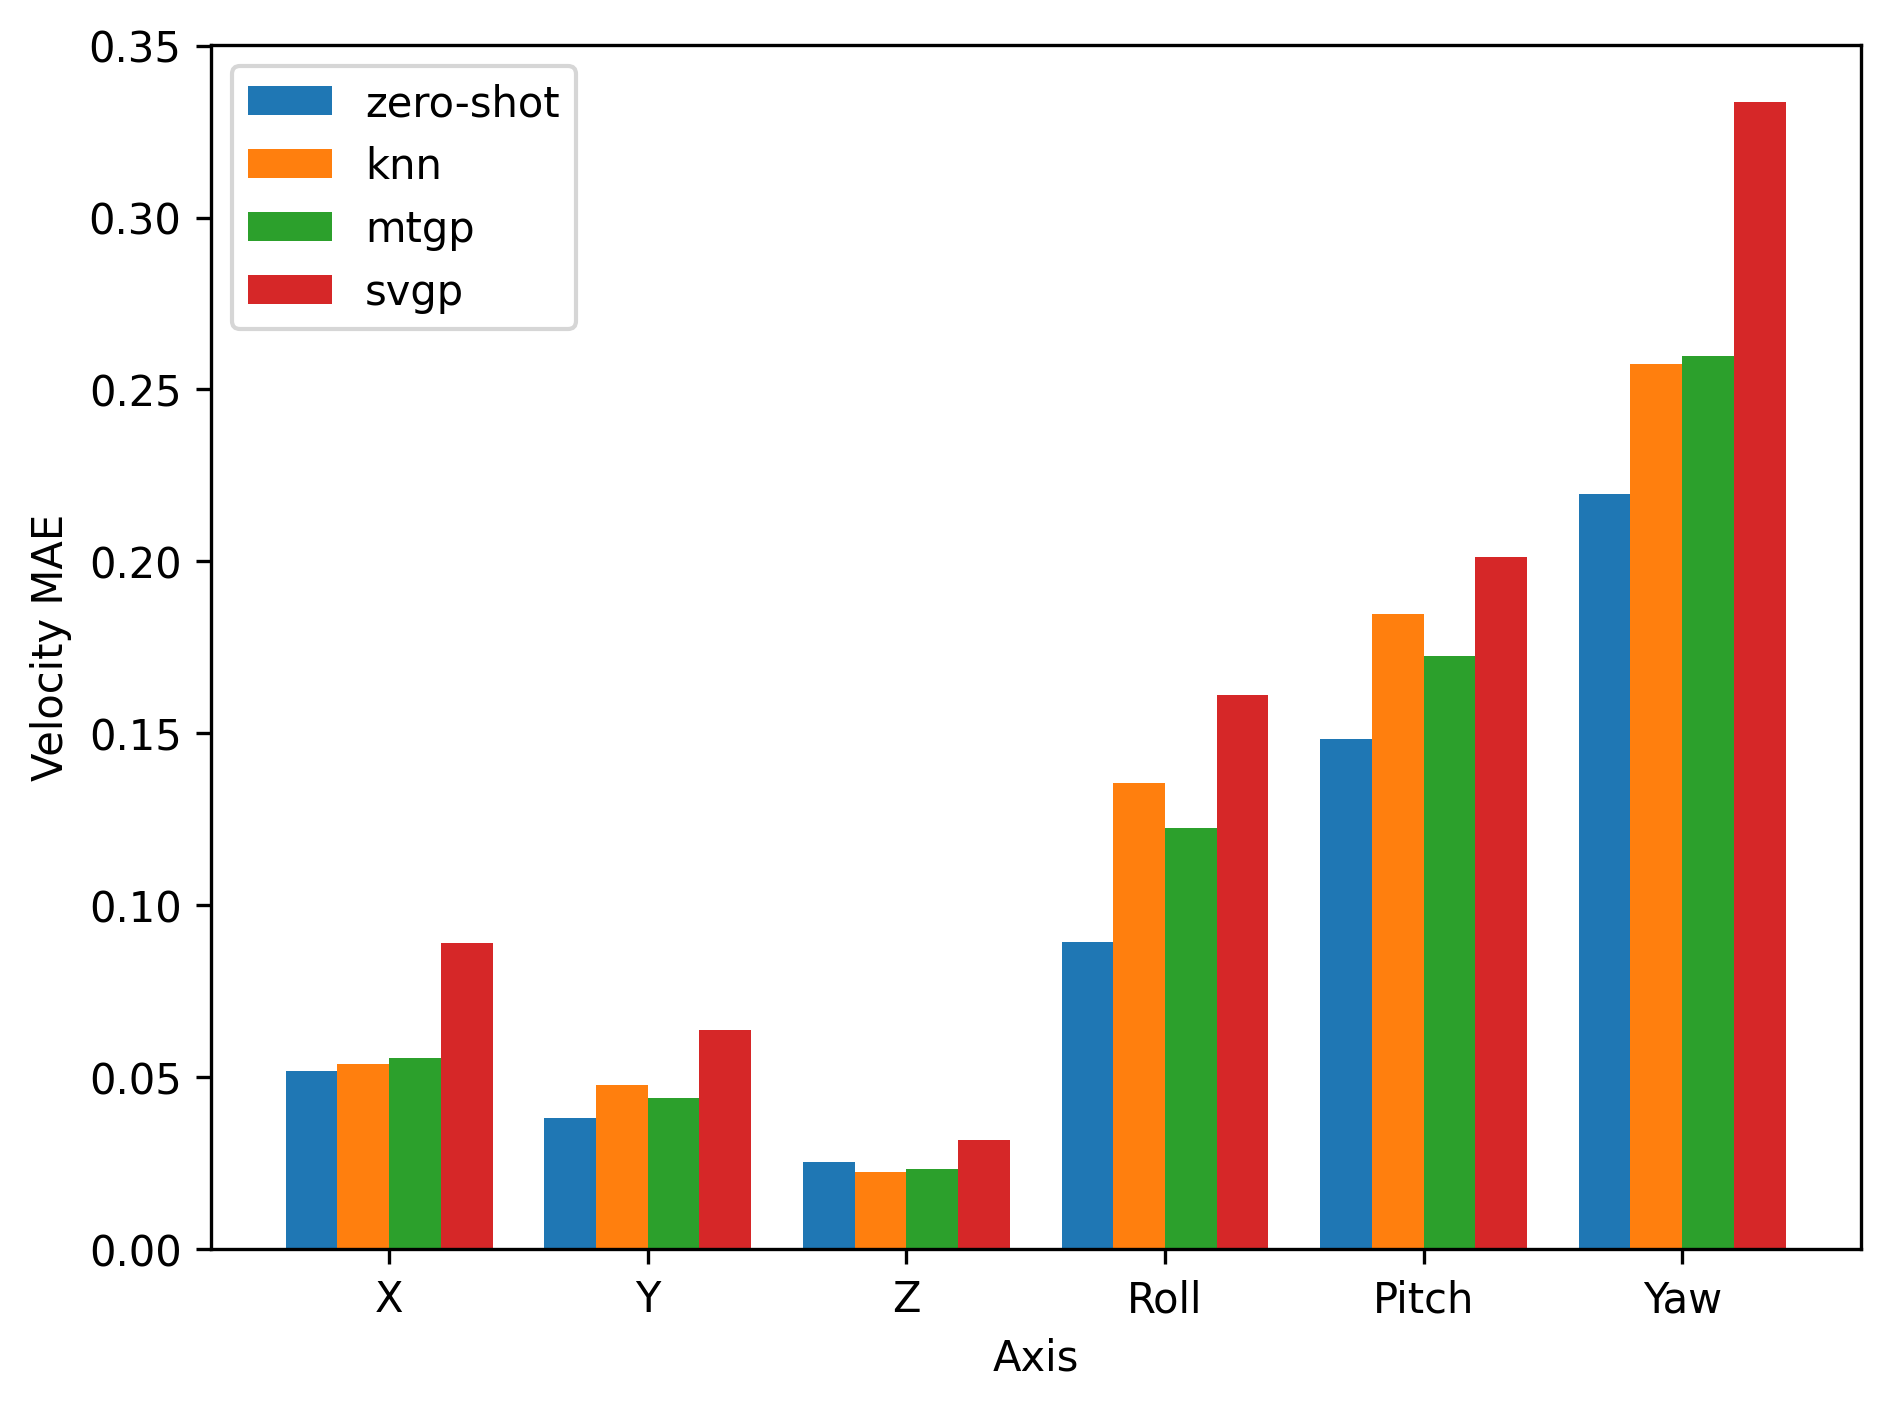 0.35
0.30
0.25
0.20
0.15
0.10
0.05
0.00
Velocity MAE
zero-shot
knn
mtgp
svgp
X Y Z Roll Pitch Yaw
Axis